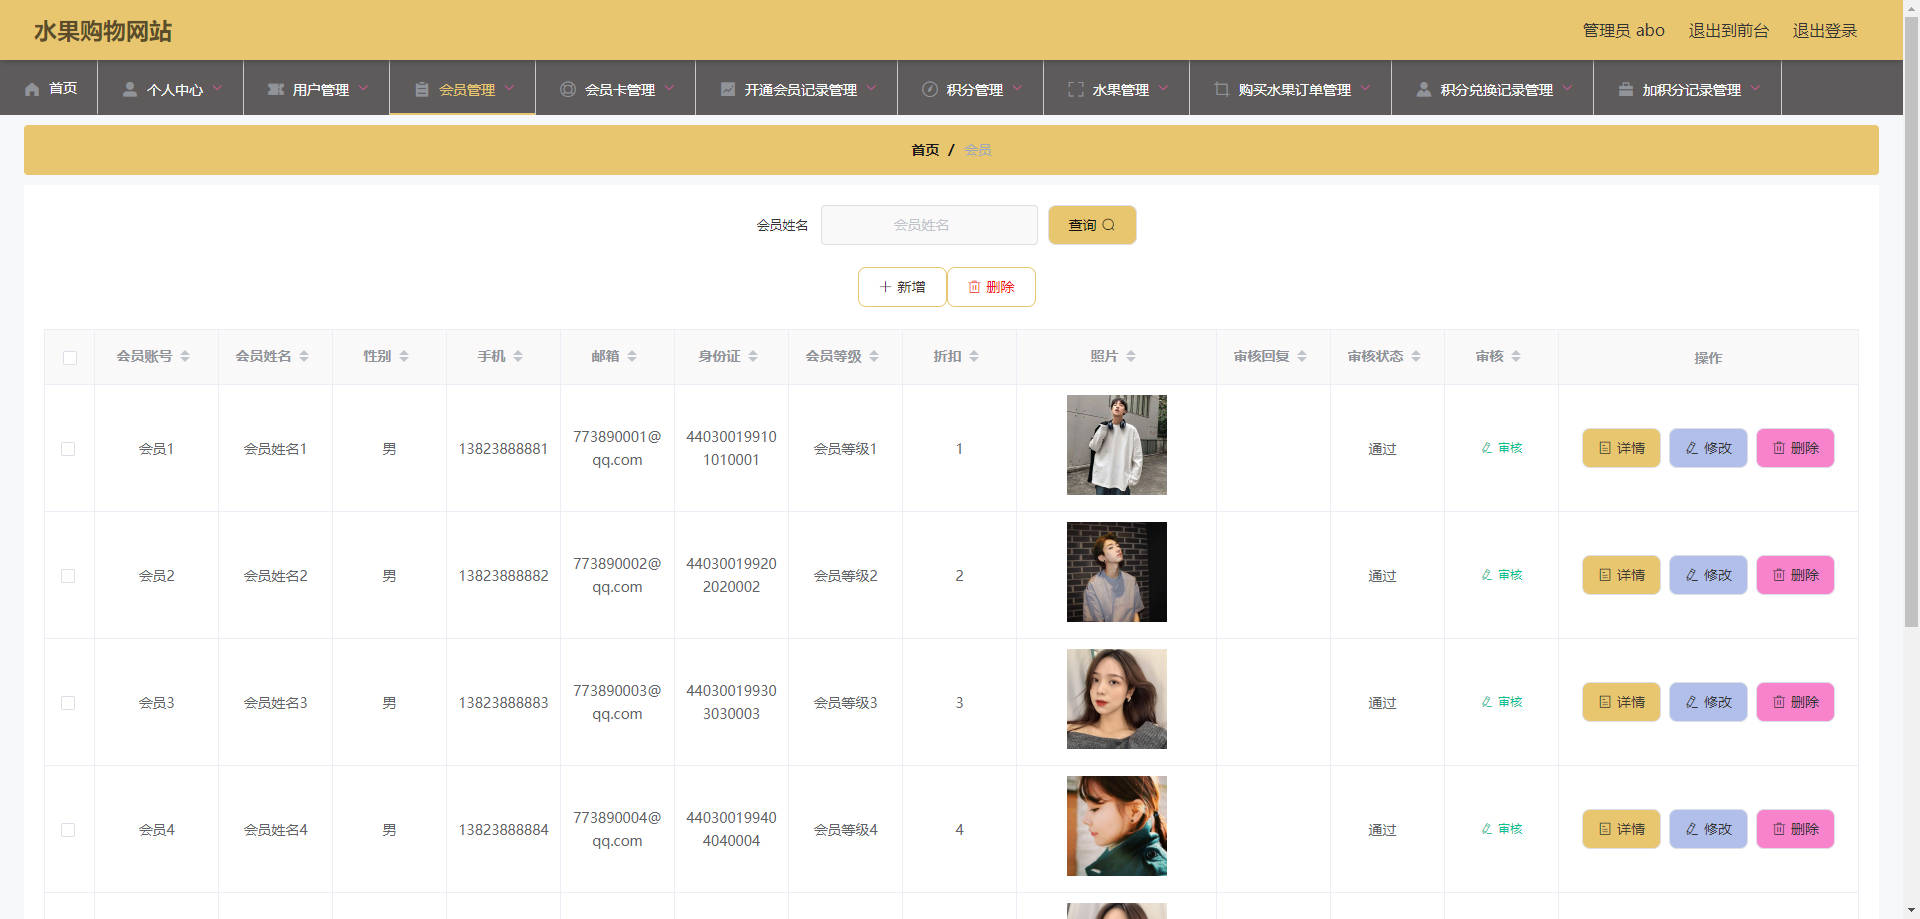 水果购物网站
管理员 abo 退出到前台 退出登录
首页 个人中心 用户管理 会员管理 会员卡管理 开通会员记录管理 积分管理 水果管理 购买水果订单管理 积分兑换记录管理 加积分记录管理
首页 / 会员
会员姓名 会员姓名 查询
新增 删除
会员账号 会员姓名 性别 手机 邮箱 身份证 会员等级 折扣 照片 审核回复 审核状态 审核 操作
会员1 会员姓名1 男 13823888881 773890001@ 44030019910 会员等级1 1 通过 审核 详情 修改 删除
qq.com 1010001
会员2 会员姓名2 男 13823888882 773890002@ 44030019920 会员等级2 2 通过 审核 详情 修改 删除
qq.com 2020002
会员3 会员姓名3 男 13823888883 773890003@ 44030019930 会员等级3 3 通过 审核 详情 修改 删除
qq.com 3030003
会员4 会员姓名4 男 13823888884 773890004@ 44030019940 会员等级4 4 通过 审核 详情 修改 删除
qq.com 4040004